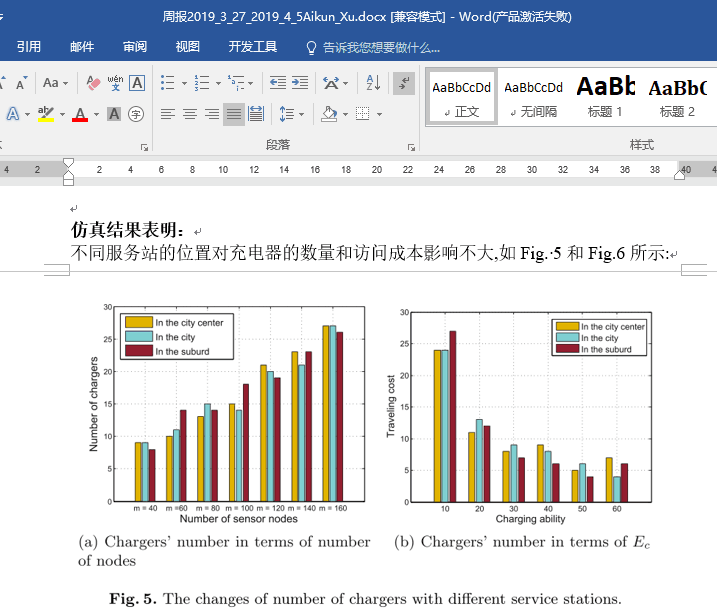 周报2019_3_27_2019_4_5Aikun_Xu.docx [兼容模式] - Word(产品激活失败)
引用 邮件 审阅 视图 开发工具 告诉我您想要做什么...
Aa wén A A
A ab A A 字
AaBbCcDd AaBbCcDd AaBb AaBbC
正文 无间隔 标题 1 标题 2
段落 样式
4 2 2 4 6 8 10 12 14 16 18 20 22 24 26 28 30 32 34 36 38 40 4
仿真结果表明：
不同服务站的位置对充电器的数量和访问成本影响不大,如 Fig.·5 和 Fig.6 所示:
Number of chargers
30
25
20
15
10
5
0
In the city center
In the city
In the suburd
m = 40 m =60 m = 80 m = 100 m = 120 m = 140 m = 160
Number of sensor nodes
(a) Chargers' number in terms of number
of nodes
Traveling cost
30
25
20
15
10
5
0
In the city center
In the city
In the suburd
10 20 30 40 50 60
Charging ability
(b) Chargers' number in terms of Ec
Fig. 5. The changes of number of chargers with different service stations.